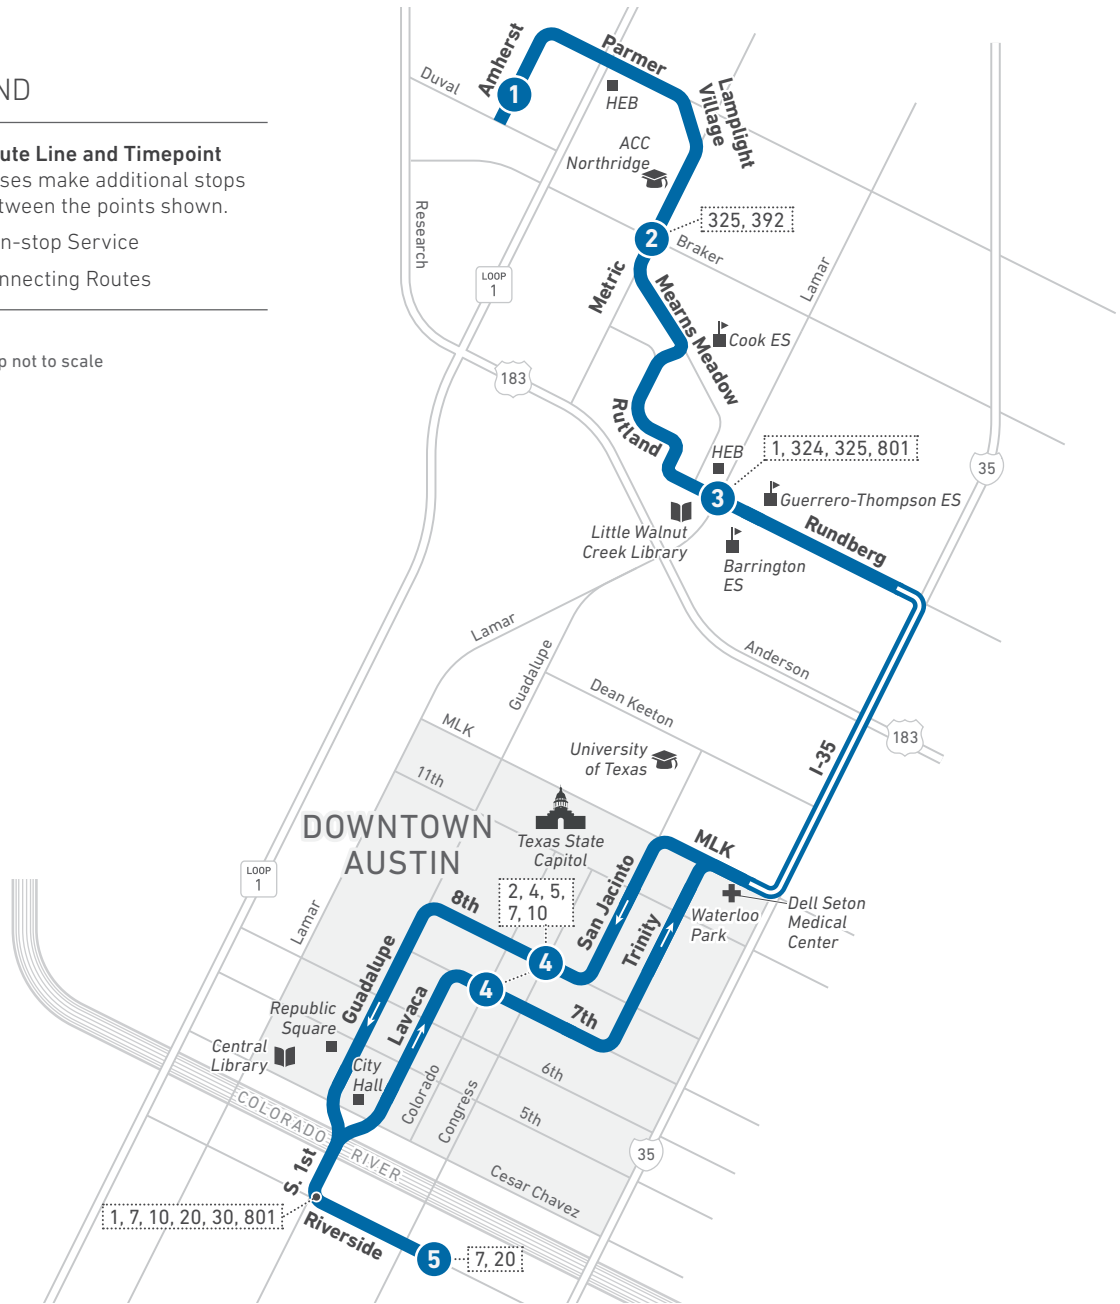 ND
ute Line and Timepoint
ses make additional stops
tween the points shown.
n-stop Service
nnecting Routes
p not to scale
Amherst
Parmer
Duval
1
HEB
Lamplight
Village
ACC
Northridge
325, 392
2
Braker
Research
LOOP
1
Metric
Mearns Meadow
Lamar
Cook ES
183
Rutland
HEB
1, 324, 325, 801
35
3
Guerrero-Thompson ES
Little Walnut
Creek Library
Rundberg
Barrington
ES
Lamar
Guadalupe
Anderson
Dean Keeton
MLK
University
of Texas
183
I-35
11th
DOWNTOWN
AUSTIN
Texas State
Capitol
MLK
LOOP
1
2, 4, 5,
7, 10
8th
San Jacinto
Trinity
Waterloo
Park
Dell Seton
Medical
Center
Lamar
4
4
Guadalupe
Lavaca
7th
Republic
Square
Central
Library
City
Hall
6th
Colorado
Congress
5th
COLORADO RIVER
35
S. 1st
Cesar Chavez
1, 7, 10, 20, 30, 801
Riverside
5
7, 20